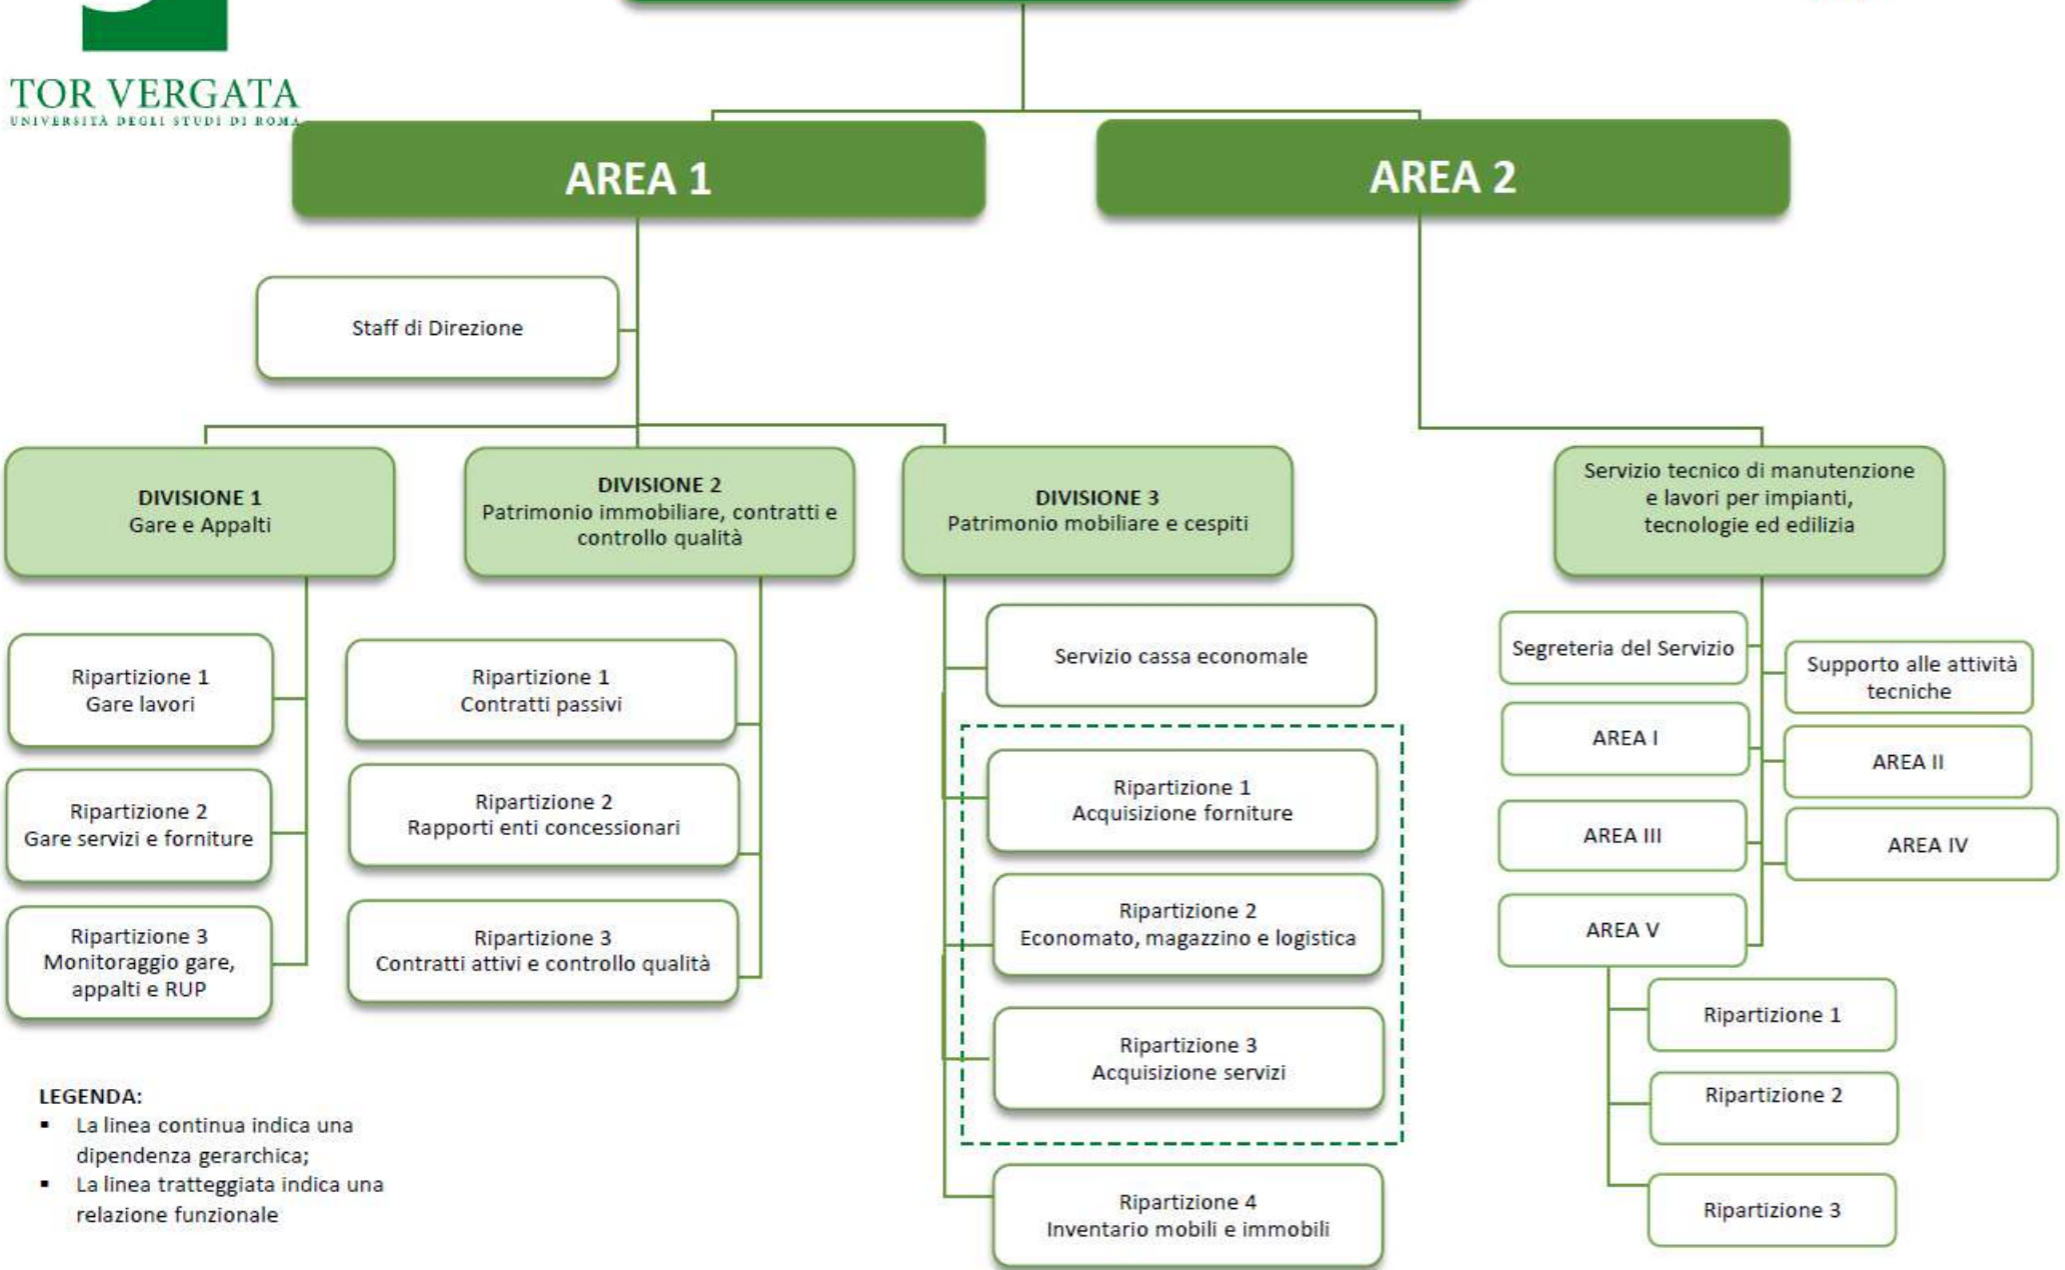 TOR VERGATA
UNIVERSITÀ DEGLI STUDI DI ROMA
AREA 1
AREA 2
Staff di Direzione
DIVISIONE 1
Gare e Appalti
DIVISIONE 2
Patrimonio immobiliare, contratti e
controllo qualità
DIVISIONE 3
Patrimonio mobiliare e cespiti
Servizio tecnico di manutenzione
e lavori per impianti,
tecnologie ed edilizia
Ripartizione 1
Gare lavori
Ripartizione 2
Gare servizi e forniture
Ripartizione 3
Monitoraggio gare,
appalti e RUP
Ripartizione 1
Contratti passivi
Ripartizione 2
Rapporti enti concessionari
Ripartizione 3
Contratti attivi e controllo qualità
Servizio cassa economale
Ripartizione 1
Acquisizione forniture
Ripartizione 2
Economato, magazzino e logistica
Ripartizione 3
Acquisizione servizi
Ripartizione 4
Inventario mobili e immobili
Segreteria del Servizio
Supporto alle attività
tecniche
AREA I
AREA II
AREA III
AREA IV
AREA V
Ripartizione 1
Ripartizione 2
Ripartizione 3
LEGENDA:
▪ La linea continua indica una
dipendenza gerarchica;
▪ La linea tratteggiata indica una
relazione funzionale